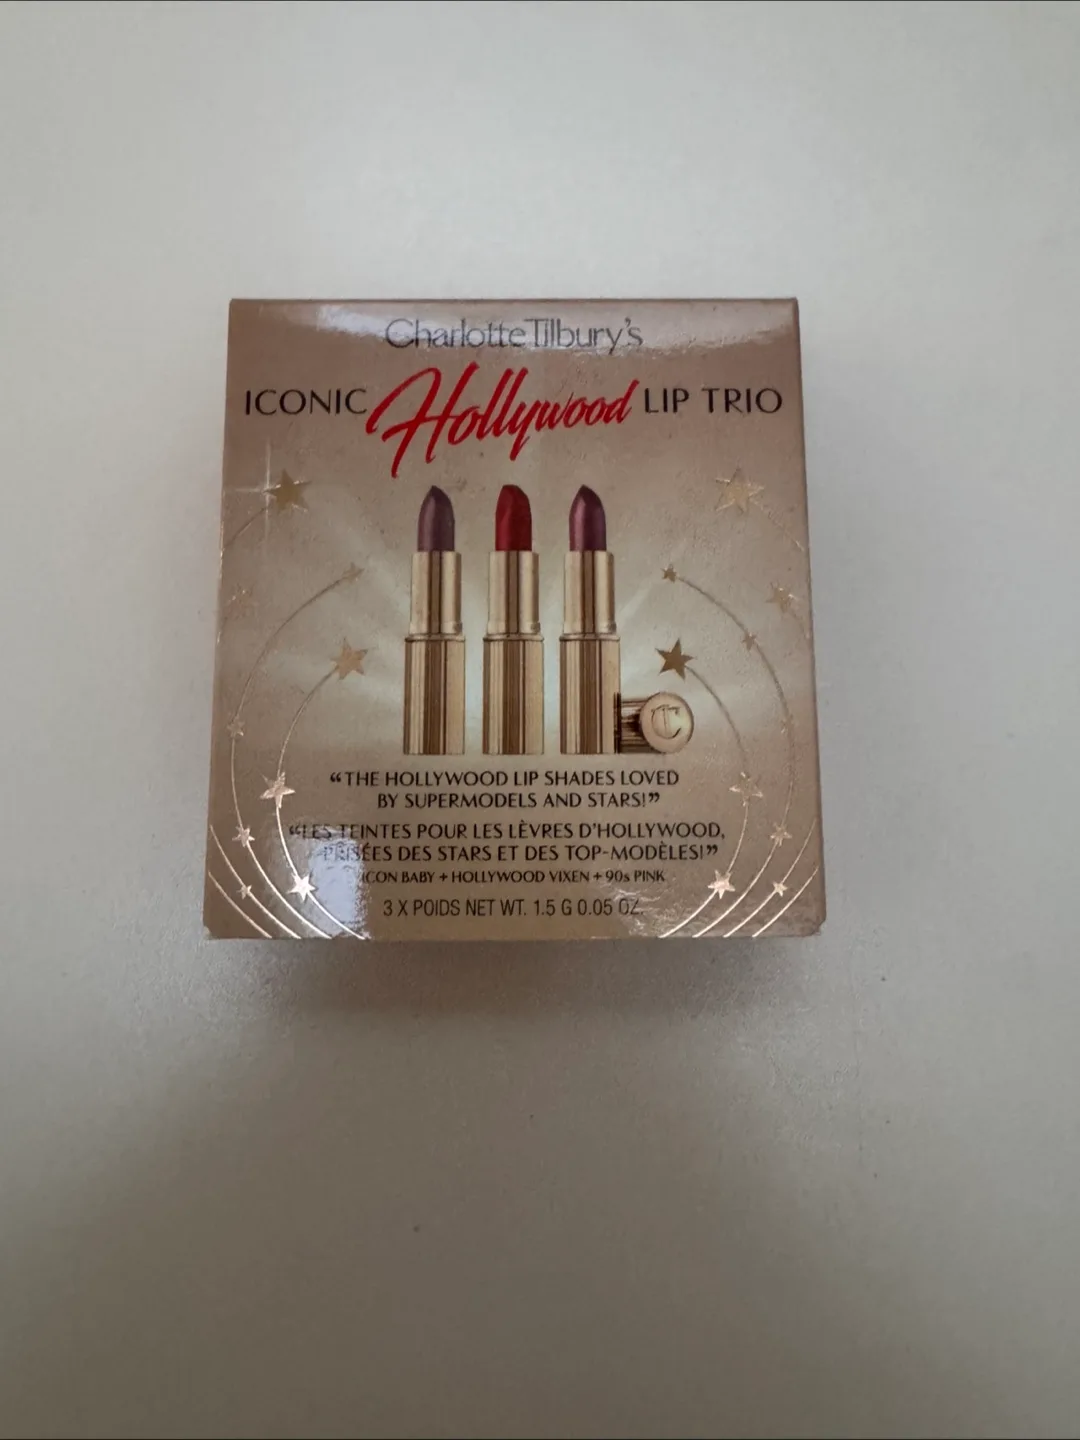 Charlotte Tilbury's
ICONIC Hollywood LIP TRIO
CT
"THE HOLLYWOOD LIP SHADES LOVED
BY SUPERMODELS AND STARS!"
"LES TEINTES POUR LES LÈVRES D'HOLLYWOOD,
PRISÉES DES STARS ET DES TOP-MODÈLES!"
ICON BABY + HOLLYWOOD VIXEN + 90s PINK
3 X POIDS NET WT. 1.5 G 0.05 OZ.